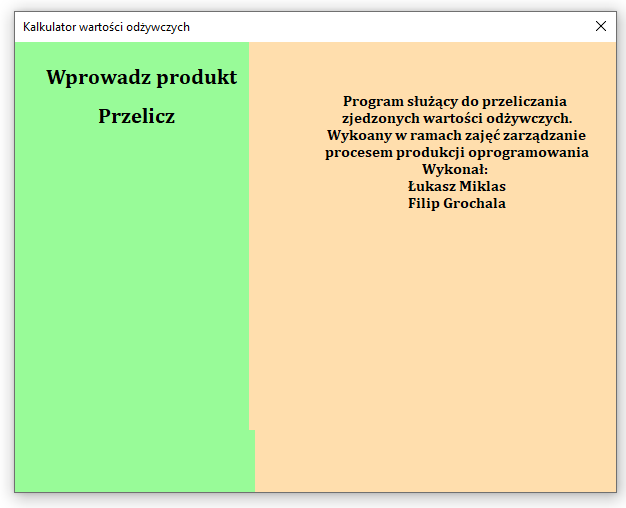 Kalkulator wartości odżywczych
Wprowadz produkt
Przelicz
Program służący do przeliczania
zjedzonych wartości odżywczych.
Wykoany w ramach zajęć zarządzanie
procesem produkcji oprogramowania
Wykonał:
Łukasz Miklas
Filip Grochala